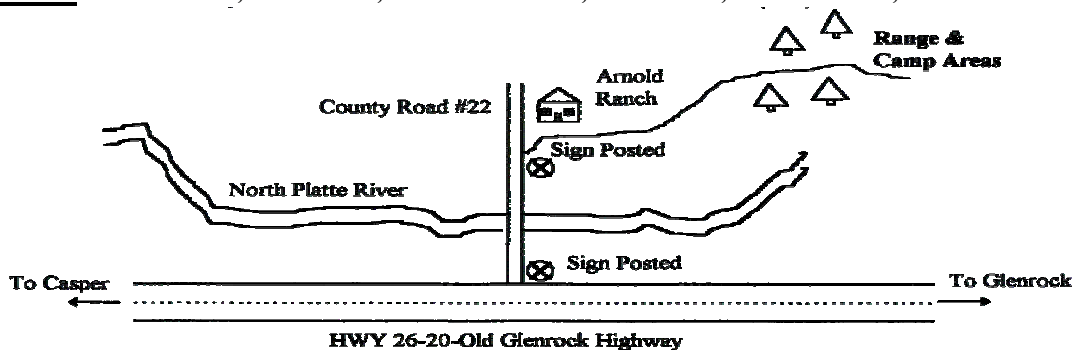 Range &
Camp Areas
Arnold
Ranch
County Road #22
Sign Posted
North Platte River
Sign Posted
To Casper
To Glenrock
HWY 26-20-Old Glenrock Highway